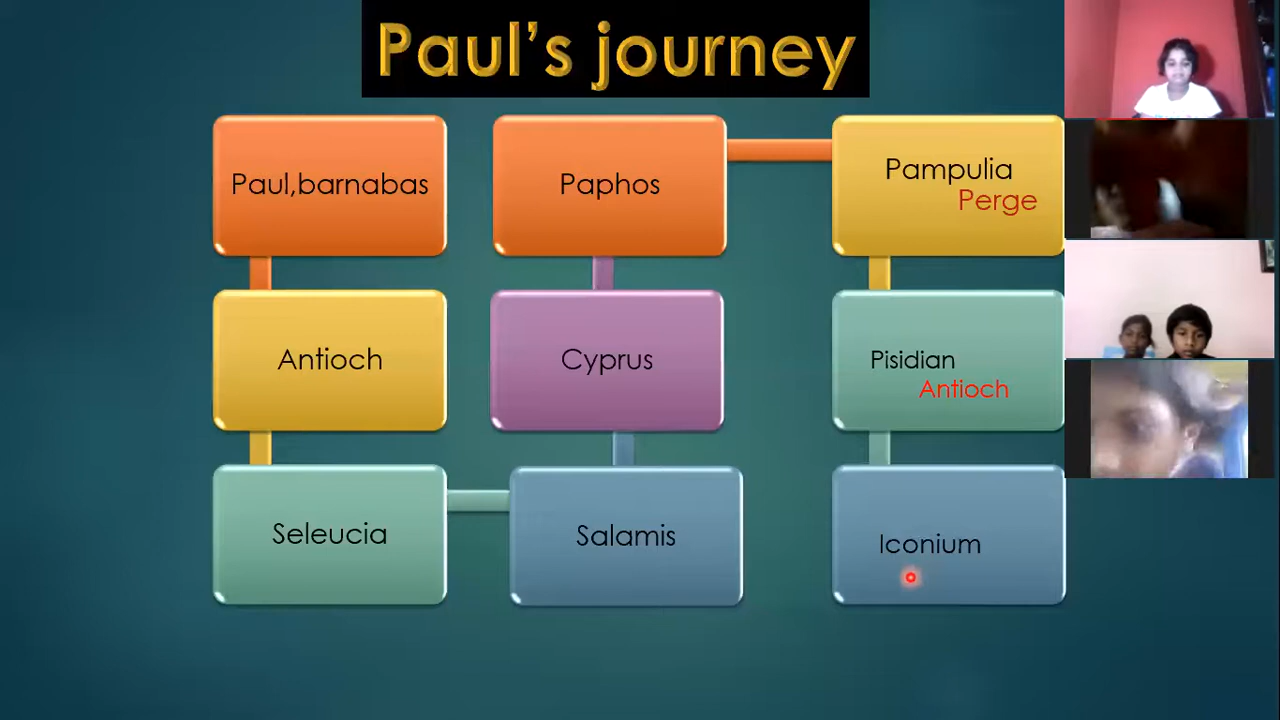 Paul's journey
Paul,barnabas
Antioch
Seleucia
Salamis
Cyprus
Paphos
Pampulia
Perge
Pisidian
Antioch
Iconium